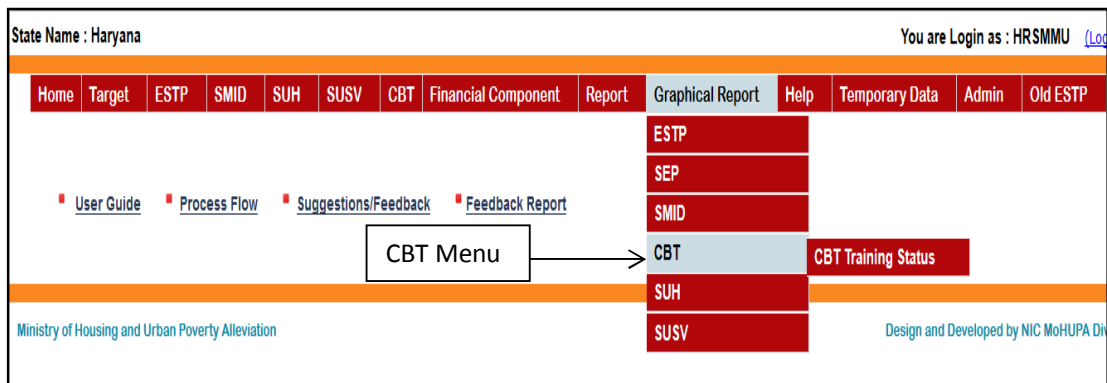 State Name : Haryana You are Login as : HRSMMU (Log
Home Target ESTP SMID SUH SUSV CBT Financial Component Report Graphical Report Help Temporary Data Admin Old ESTP
ESTP
SEP
User Guide Process Flow Suggestions/Feedback Feedback Report
SMID
CBT Menu CBT CBT Training Status
SUH
Ministry of Housing and Urban Poverty Alleviation SUSV Design and Developed by NIC MoHUPA Div